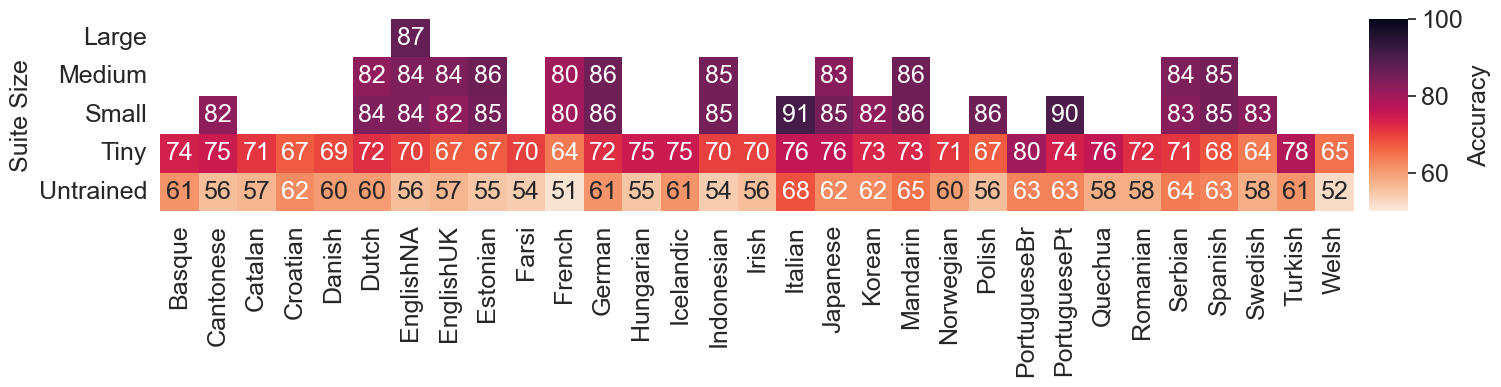 Large 87 100
Medium 82 84 84 86 80 86 85 83 86 84 85
Small 82 84 84 82 85 80 86 85 91 85 82 86 86 90 83 85 83 80
Tiny 74 75 71 67 69 72 70 67 67 70 64 72 75 75 70 70 76 76 73 73 71 67 80 74 76 72 71 68 64 78 65
Untrained 61 56 57 62 60 60 56 57 55 54 51 61 55 61 54 56 68 62 62 65 60 56 63 63 58 58 64 63 58 61 52 60
Suite Size
Accuracy
Basque
Cantonese
Catalan
Croatian
Danish
Dutch
EnglishNA
EnglishUK
Estonian
Farsi
French
German
Hungarian
Icelandic
Indonesian
Irish
Italian
Japanese
Korean
Mandarin
Norwegian
Polish
PortugueseBr
PortuguesePt
Quechua
Romanian
Serbian
Spanish
Swedish
Turkish
Welsh